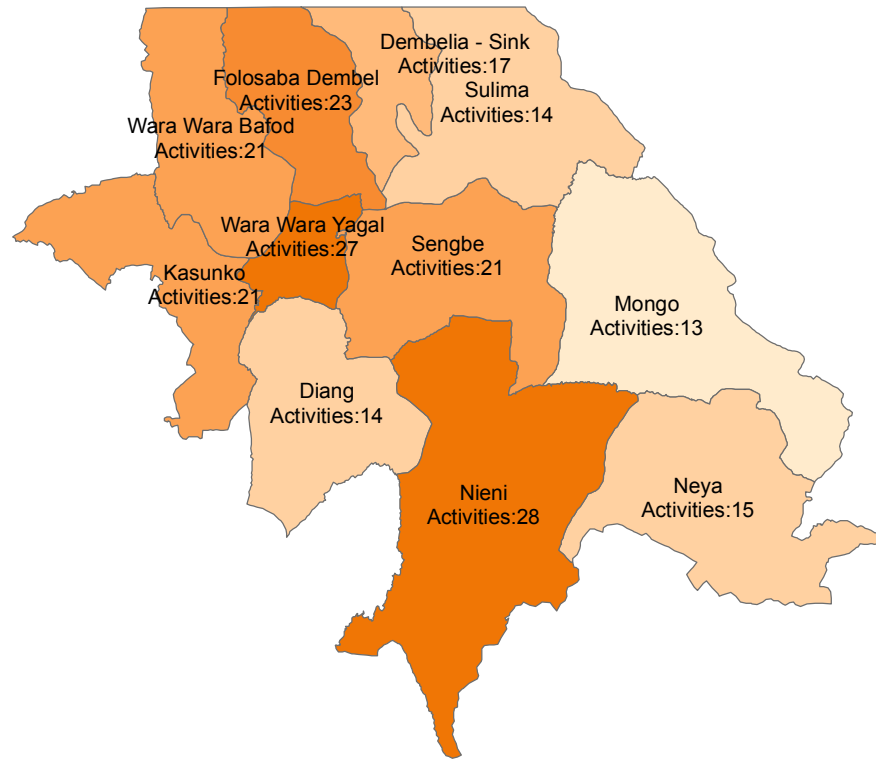 Dembelia - Sink
Activities:17
Folosaba Dembel
Activities:23
Sulima
Activities:14
Wara Wara Bafod
Activities:21
Wara Wara Yagal
Activities:27
Sengbe
Activities:21
Kasunko
Activities:21
Mongo
Activities:13
Diang
Activities:14
Nieni
Activities:28
Neya
Activities:15